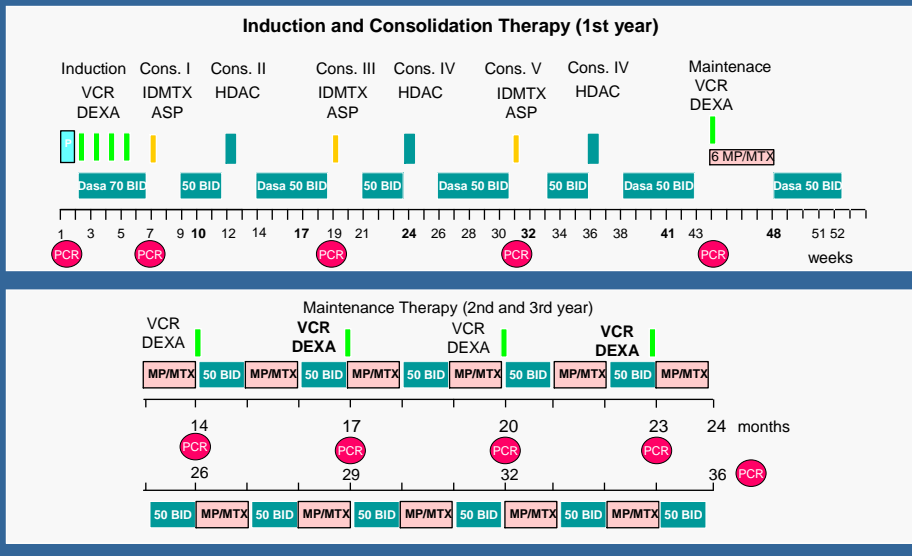 Induction and Consolidation Therapy (1st year)
Induction Cons. I Cons. II Cons. III Cons. IV Cons. V Cons. IV Maintenace
VCR IDMTX HDAC IDMTX HDAC IDMTX HDAC VCR
DEXA ASP ASP ASP DEXA
P
6 MP/MTX
Dasa 70 BID 50 BID Dasa 50 BID 50 BID Dasa 50 BID 50 BID Dasa 50 BID Dasa 50 BID
1 3 5 7 9 10 12 14 17 19 21 24 26 28 30 32 34 36 38 41 43 48 51 52
PCR PCR PCR PCR PCR
weeks
Maintenance Therapy (2nd and 3rd year)
VCR VCR VCR VCR
DEXA DEXA DEXA DEXA
MP/MTX 50 BID MP/MTX 50 BID MP/MTX 50 BID MP/MTX 50 BID MP/MTX 50 BID MP/MTX
14 17 20 23 24 months
PCR PCR PCR PCR
26 29 32 36 PCR
50 BID MP/MTX 50 BID MP/MTX 50 BID MP/MTX 50 BID MP/MTX 50 BID MP/MTX 50 BID